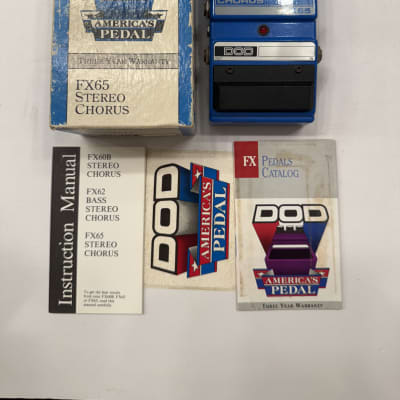 AMERICA'S
PEDAL
THREE YEAR WARRANTY
FX65
STEREO
CHORUS
CHORUS
65
DOD
Instruction Manual
FX60B
STEREO
CHORUS
FX62
BASS
STEREO
CHORUS
FX65
STEREO
CHORUS
DOD
AMERICA'S
PEDAL
FX PEDALS
CATALOG
DOD
AMERICA'S
PEDAL
THREE YEAR WARRANTY